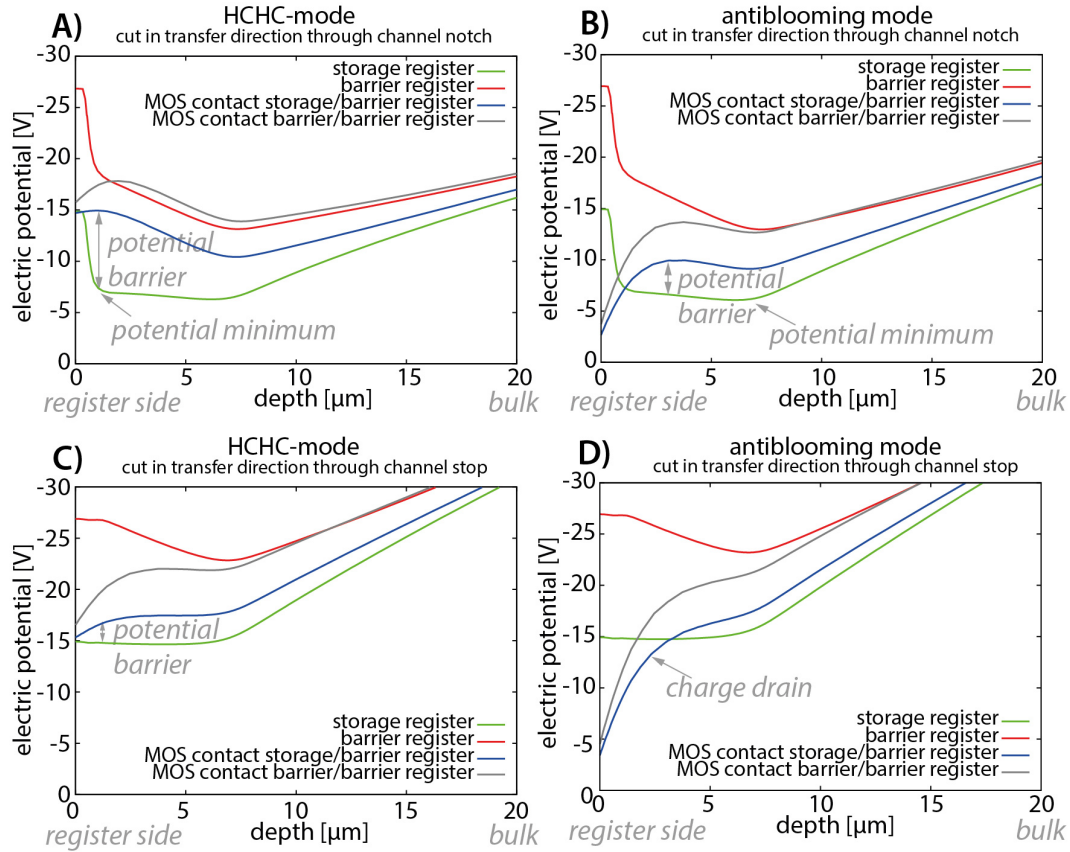 A)
HCHC-mode
cut in transfer direction through channel notch
-30
-25
-20
-15
-10
-5
0
electric potential [V]
storage register
barrier register
MOS contact storage/barrier register
MOS contact barrier/barrier register
potential
barrier
potential minimum
0
5
10
15
20
register side
depth [μm]
bulk
B)
antiblooming mode
cut in transfer direction through channel notch
-30
-25
-20
-15
-10
-5
0
electric potential [V]
storage register
barrier register
MOS contact storage/barrier register
MOS contact barrier/barrier register
potential
barrier
potential minimum
0
5
10
15
20
register side
depth [μm]
bulk
C)
HCHC-mode
cut in transfer direction through channel stop
-30
-25
-20
-15
-10
-5
0
electric potential [V]
potential
barrier
storage register
barrier register
MOS contact storage/barrier register
MOS contact barrier/barrier register
0
5
10
15
20
register side
depth [μm]
bulk
D)
antiblooming mode
cut in transfer direction through channel stop
-30
-25
-20
-15
-10
-5
0
electric potential [V]
charge drain
storage register
barrier register
MOS contact storage/barrier register
MOS contact barrier/barrier register
0
5
10
15
20
register side
depth [μm]
bulk